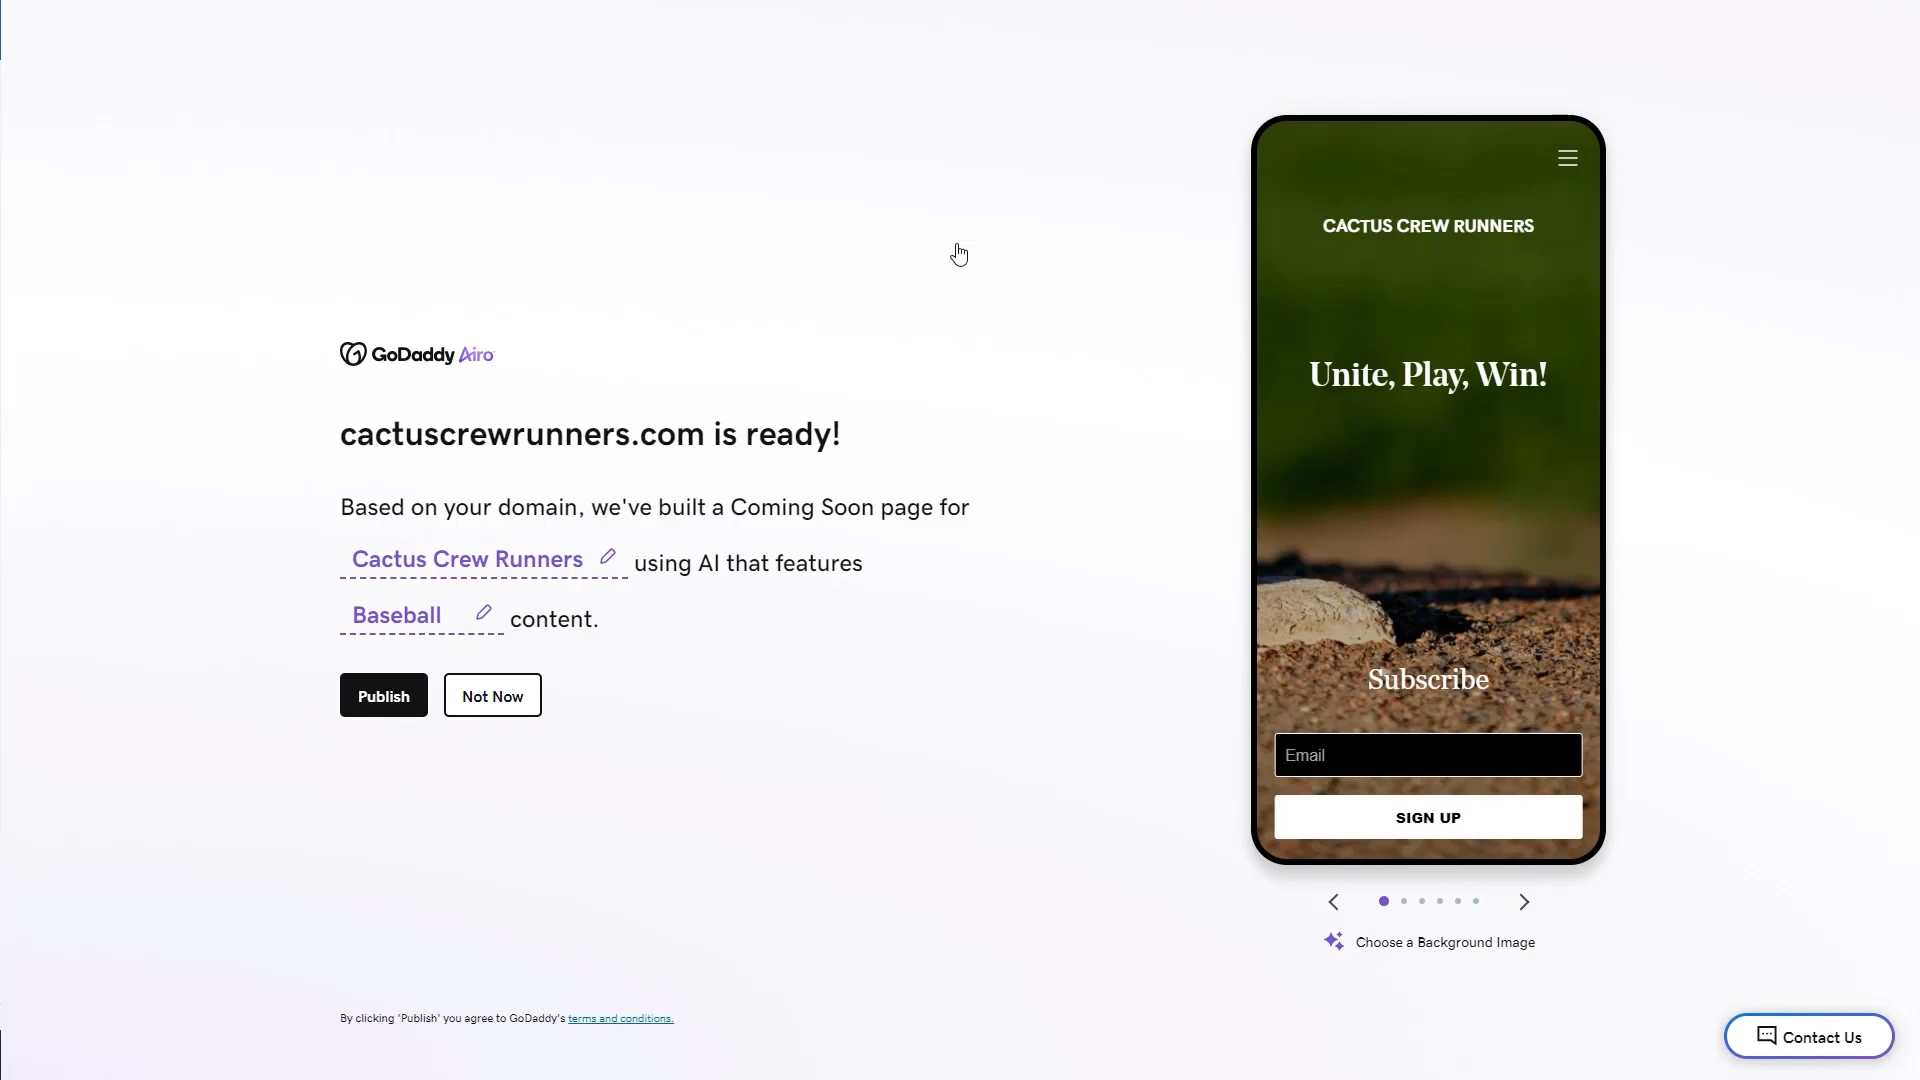 GoDaddy Airo
cactuscrewrunners.com is ready!
Based on your domain, we've built a Coming Soon page for
Cactus Crew Runners using AI that features
Baseball content.
Publish
Not Now
By clicking 'Publish' you agree to GoDaddy's terms and conditions.
CACTUS CREW RUNNERS
Unite, Play, Win!
Subscribe
Email
SIGN UP
Choose a Background Image
Contact Us